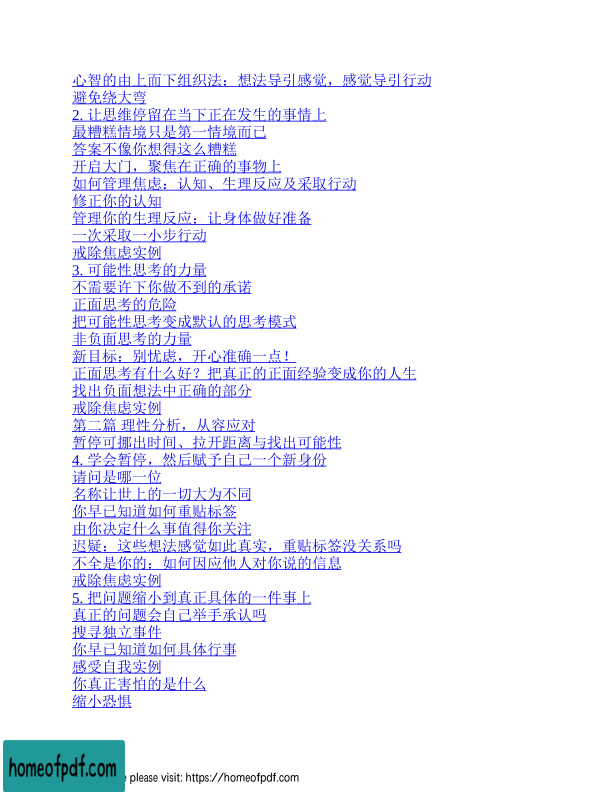 心智的由上而下组织法：想法导引感觉，感觉导引行动
避免绕大弯
2. 让思维停留在当下正在发生的事情上
最糟糕情境只是第一情境而已
答案不像你想得这么糟糕
开启大门，聚焦在正确的事物上
如何管理焦虑：认知、生理反应及采取行动
修正你的认知
管理你的生理反应：让身体做好准备
一次采取一小步行动
戒除焦虑实例
3. 可能性思考的力量
不需要许下你做不到的承诺
正面思考的危险
把可能性思考变成默认的思考模式
非负面思考的力量
新目标：别忧虑，开心准确一点！
正面思考有什么好？把真正的正面经验变成你的人生
找出负面想法中正确的部分
戒除焦虑实例
第二篇 理性分析，从容应对
暂停可挪出时间、拉开距离与找出可能性
4. 学会暂停，然后赋予自己一个新身份
请问是哪一位
名称让世上的一切大为不同
你早已知道如何重贴标签
由你决定什么事值得你关注
迟疑：这些想法感觉如此真实，重贴标签没关系吗
不全是你的：如何因应他人对你说的信息
戒除焦虑实例
5. 把问题缩小到真正具体的一件事上
真正的问题会自己举手承认吗
搜寻独立事件
你早已知道如何具体行事
感受自我实例
你真正害怕的是什么
缩小恐惧
homeofpdf.com
e please visit: https://homeofpdf.com